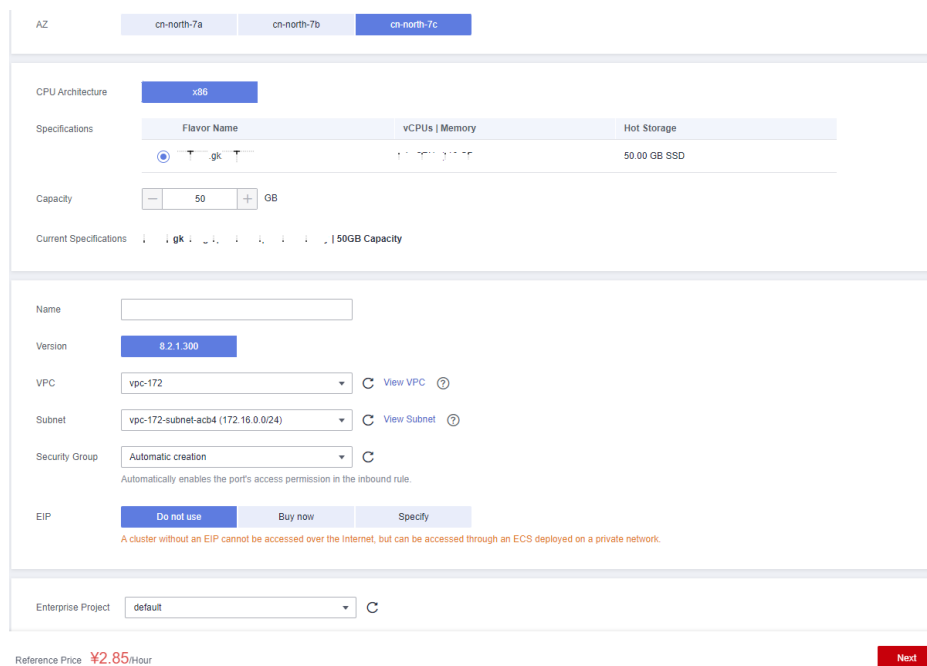 AZ cn-north-7a cn-north-7b cn-north-7c
CPU Architecture x86
Specifications Flavor Name vCPUs | Memory Hot Storage
.gk 50.00 GB SSD
Capacity 50 GB
Current Specifications gk | 50GB Capacity
Name
Version 8.2.1.300
VPC vpc-172 View VPC ?
Subnet vpc-172-subnet-acb4 (172.16.0.0/24) View Subnet ?
Security Group Automatic creation
Automatically enables the port's access permission in the inbound rule.
EIP Do not use Buy now Specify
A cluster without an EIP cannot be accessed over the Internet, but can be accessed through an ECS deployed on a private network.
Enterprise Project default
Reference Price ¥2.85/Hour Next